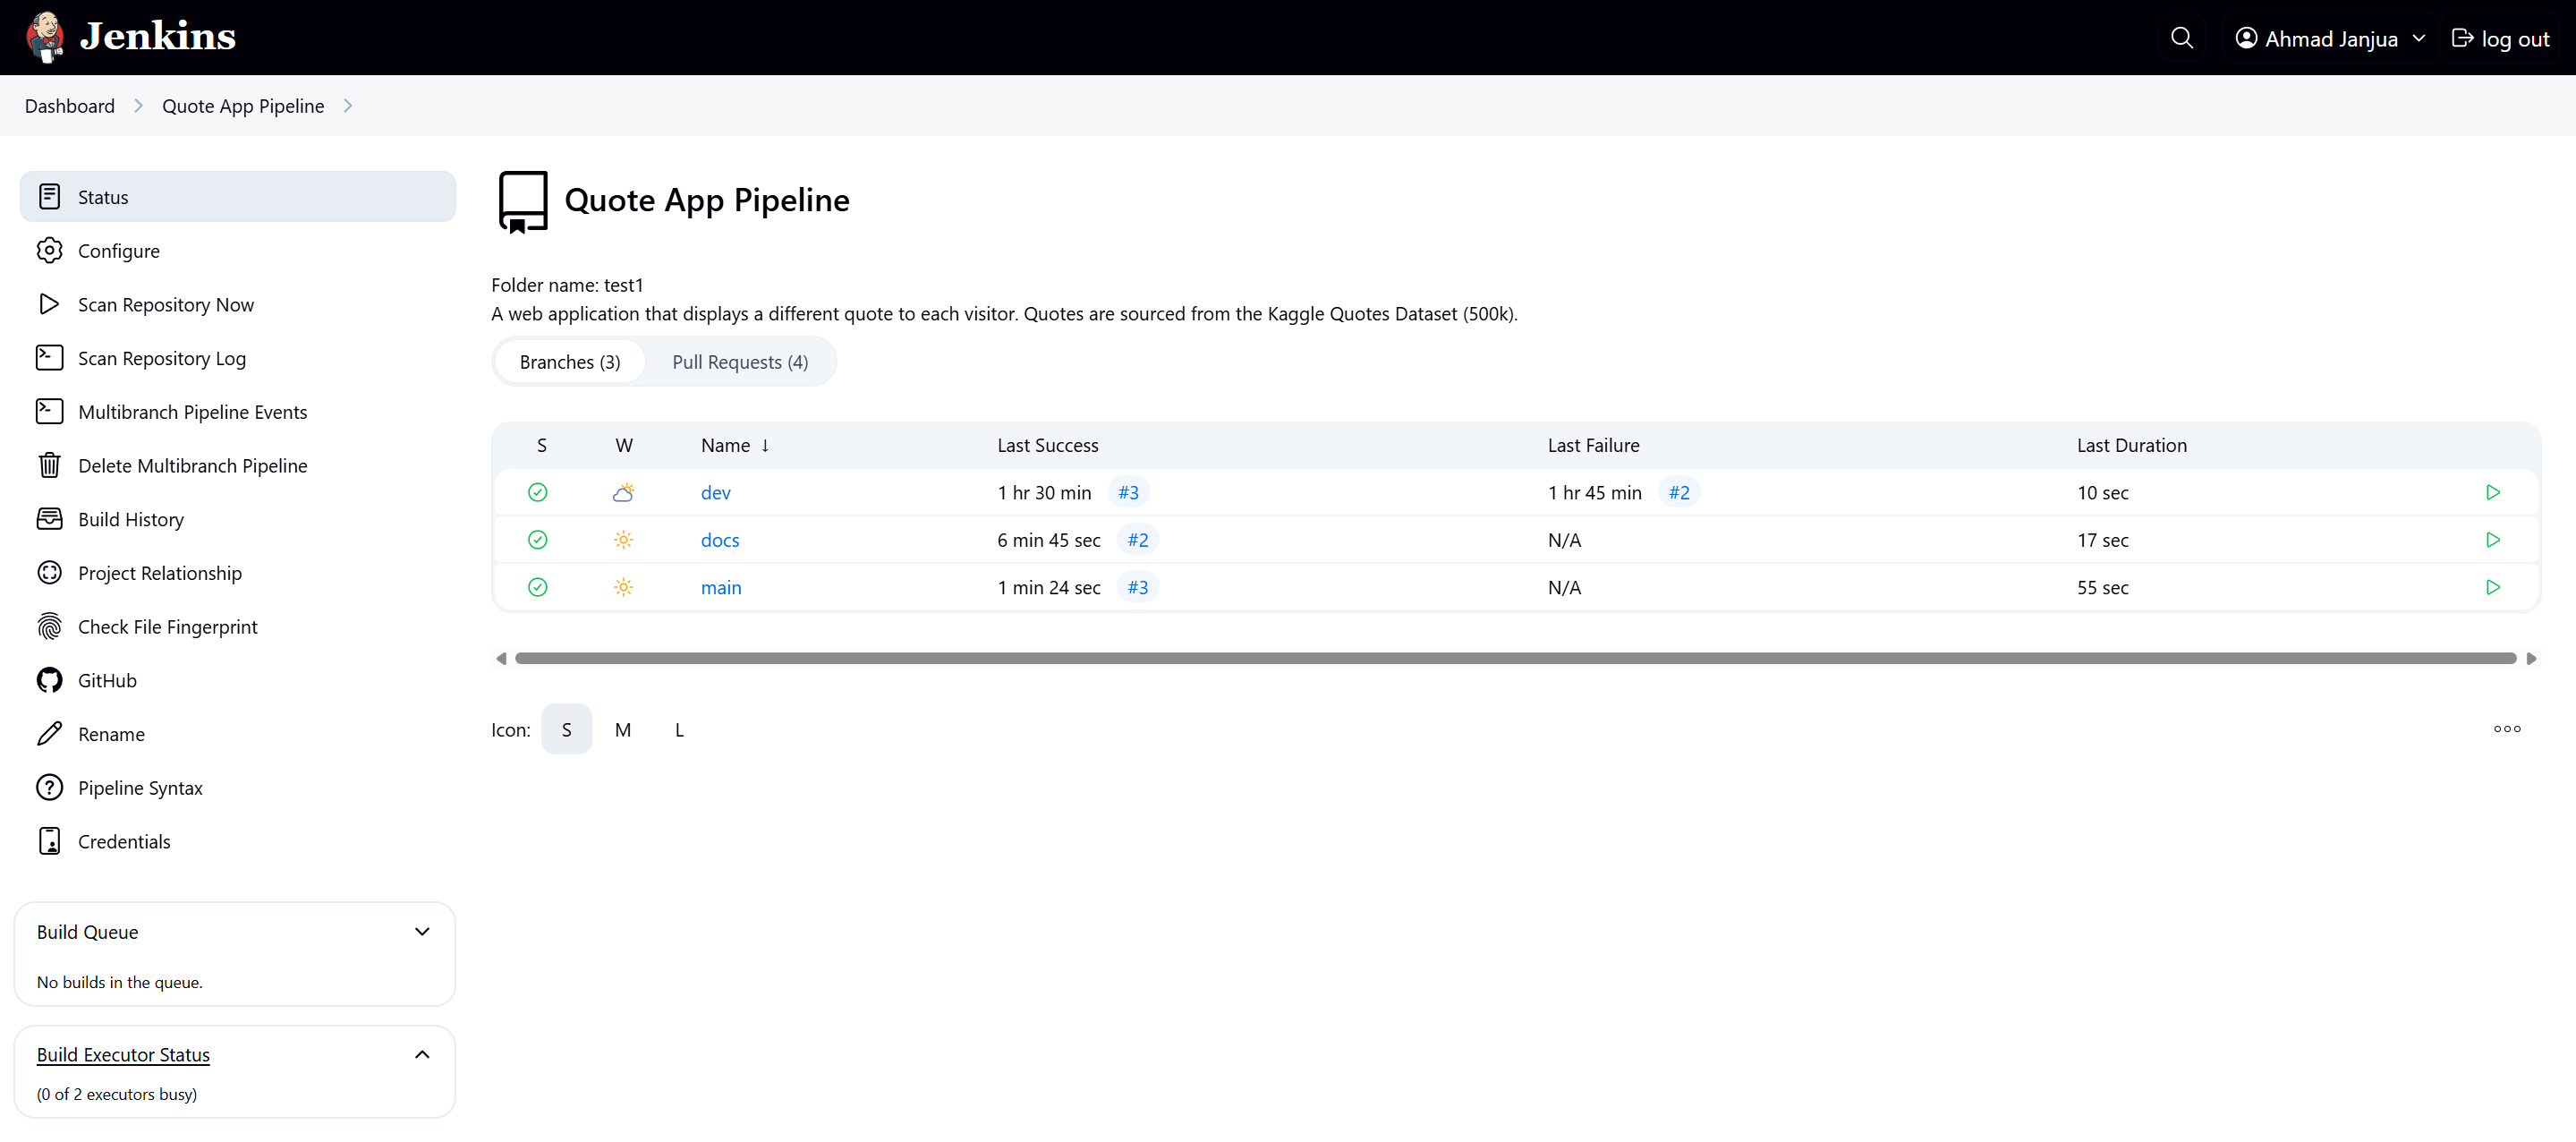 Jenkins
Ahmad Janjua
log out
Dashboard
Quote App Pipeline
Status
Configure
Scan Repository Now
Scan Repository Log
Multibranch Pipeline Events
Delete Multibranch Pipeline
Build History
Project Relationship
Check File Fingerprint
GitHub
Rename
Pipeline Syntax
Credentials
Build Queue
No builds in the queue.
Build Executor Status
(0 of 2 executors busy)
Quote App Pipeline
Folder name: test1
A web application that displays a different quote to each visitor. Quotes are sourced from the Kaggle Quotes Dataset (500k).
Branches (3) Pull Requests (4)
S W Name ↓ Last Success Last Failure Last Duration
dev 1 hr 30 min #3 1 hr 45 min #2 10 sec
docs 6 min 45 sec #2 N/A 17 sec
main 1 min 24 sec #3 N/A 55 sec
Icon: S M L